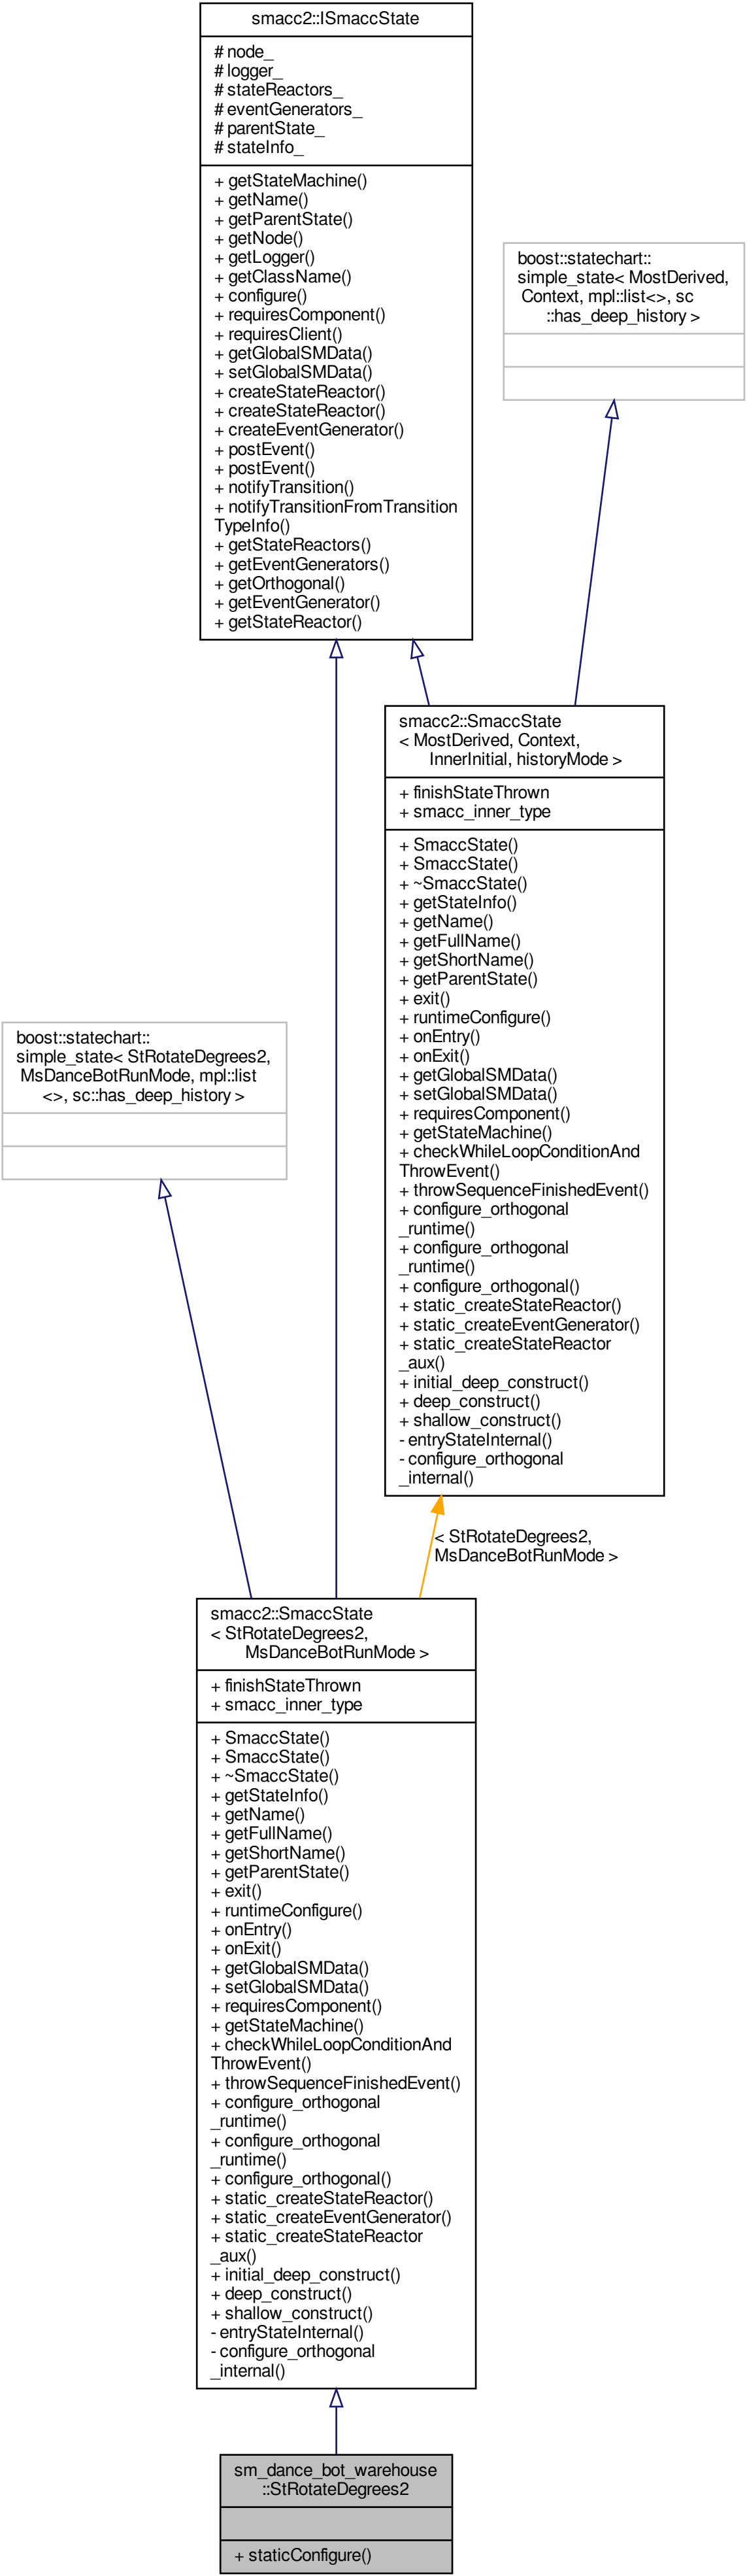 smacc2::ISmaccState
# node_
# logger_
# stateReactors_
# eventGenerators_
# parentState_
# stateInfo_
+ getStateMachine()
+ getName()
+ getParentState()
+ getNode()
+ getLogger()
+ getClassName()
+ configure()
+ requiresComponent()
+ requiresClient()
+ getGlobalSMData()
+ setGlobalSMData()
+ createStateReactor()
+ createStateReactor()
+ createEventGenerator()
+ postEvent()
+ postEvent()
+ notifyTransition()
+ notifyTransitionFromTransition
TypeInfo()
+ getStateReactors()
+ getEventGenerators()
+ getOrthogonal()
+ getEventGenerator()
+ getStateReactor()
boost::statechart::
simple_state< MostDerived,
Context, mpl::list<>, sc
::has_deep_history >
smacc2::SmaccState
< MostDerived, Context,
InnerInitial, historyMode >
+ finishStateThrown
+ smacc_inner_type
+ SmaccState()
+ SmaccState()
+ ~SmaccState()
+ getStateInfo()
+ getName()
+ getFullName()
+ getShortName()
+ getParentState()
+ exit()
+ runtimeConfigure()
+ onEntry()
+ onExit()
+ getGlobalSMData()
+ setGlobalSMData()
+ requiresComponent()
+ getStateMachine()
+ checkWhileLoopConditionAnd
ThrowEvent()
+ throwSequenceFinishedEvent()
+ configure_orthogonal
_runtime()
+ configure_orthogonal
_runtime()
+ configure_orthogonal()
+ static_createStateReactor()
+ static_createEventGenerator()
+ static_createStateReactor
_aux()
+ initial_deep_construct()
+ deep_construct()
+ shallow_construct()
- entryStateInternal()
- configure_orthogonal
_internal()
boost::statechart::
simple_state< StRotateDegrees2,
MsDanceBotRunMode, mpl::list
<>, sc::has_deep_history >
< StRotateDegrees2,
MsDanceBotRunMode >
smacc2::SmaccState
< StRotateDegrees2,
MsDanceBotRunMode >
+ finishStateThrown
+ smacc_inner_type
+ SmaccState()
+ SmaccState()
+ ~SmaccState()
+ getStateInfo()
+ getName()
+ getFullName()
+ getShortName()
+ getParentState()
+ exit()
+ runtimeConfigure()
+ onEntry()
+ onExit()
+ getGlobalSMData()
+ setGlobalSMData()
+ requiresComponent()
+ getStateMachine()
+ checkWhileLoopConditionAnd
ThrowEvent()
+ throwSequenceFinishedEvent()
+ configure_orthogonal
_runtime()
+ configure_orthogonal
_runtime()
+ configure_orthogonal()
+ static_createStateReactor()
+ static_createEventGenerator()
+ static_createStateReactor
_aux()
+ initial_deep_construct()
+ deep_construct()
+ shallow_construct()
- entryStateInternal()
- configure_orthogonal
_internal()
sm_dance_bot_warehouse
::StRotateDegrees2
+ staticConfigure()